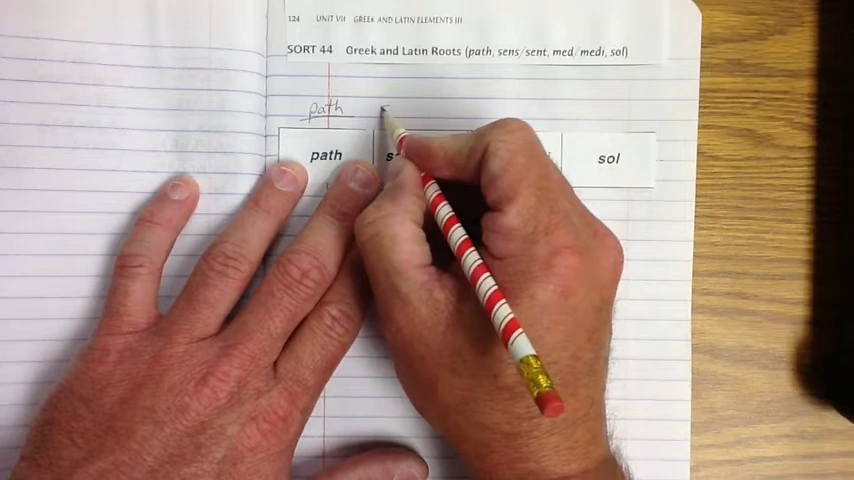 124 UNIT VII GREEK AND LATIN ELEMENTS III
SORT 44 Greek and Latin Roots (path, sens/sent, med/medi, sol)
path
path sol